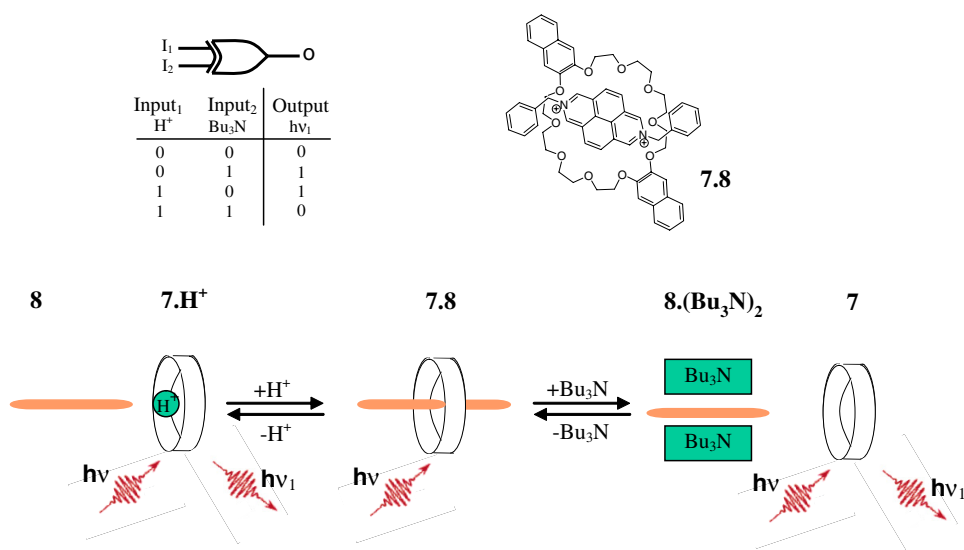 I₁
I₂
O
Input₁ Input₂ Output
H⁺ Bu₃N hν₁
0 0 0
0 1 1
1 0 1
1 1 0
O
O
O
O
O
N
⊕
O
O
N
⊕
O
O
O
O
O
7.8
8 7.H⁺ 7.8 8.(Bu₃N)₂ 7
Bu₃N
+H⁺
-H⁺
H⁺
+Bu₃N
-Bu₃N
Bu₃N
hν hν₁ hν hν hν₁